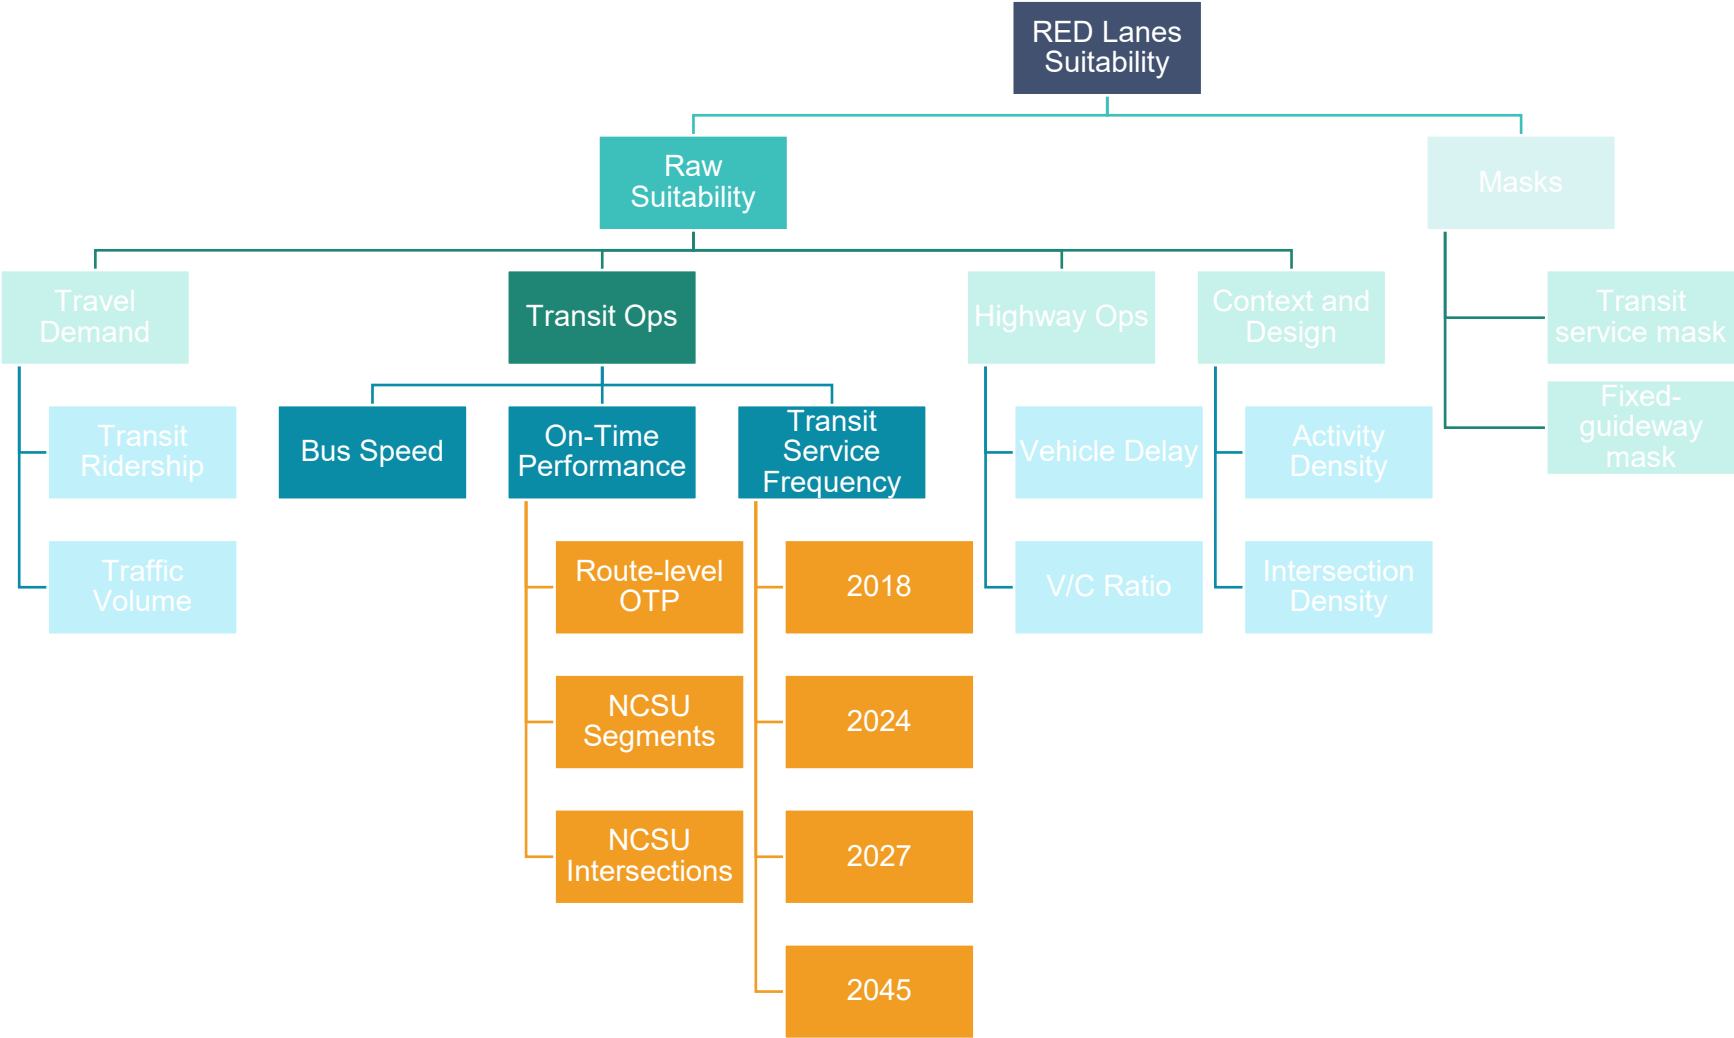 RED Lanes
Suitability
Raw
Suitability
Masks
Travel
Demand
Transit Ops
Highway Ops
Context and
Design
Transit
service mask
Fixed-
guideway
mask
Transit
Ridership
Bus Speed
On-Time
Performance
Transit
Service
Frequency
Vehicle Delay
Activity
Density
Traffic
Volume
Route-level
OTP
2018
V/C Ratio
Intersection
Density
NCSU
Segments
2024
NCSU
Intersections
2027
2045